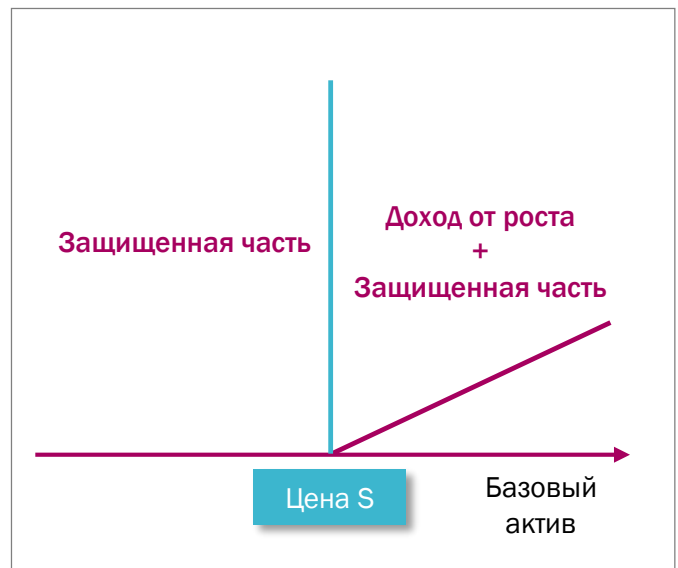 Защищенная часть
Доход от роста
+
Защищенная часть
Цена S
Базовый
актив